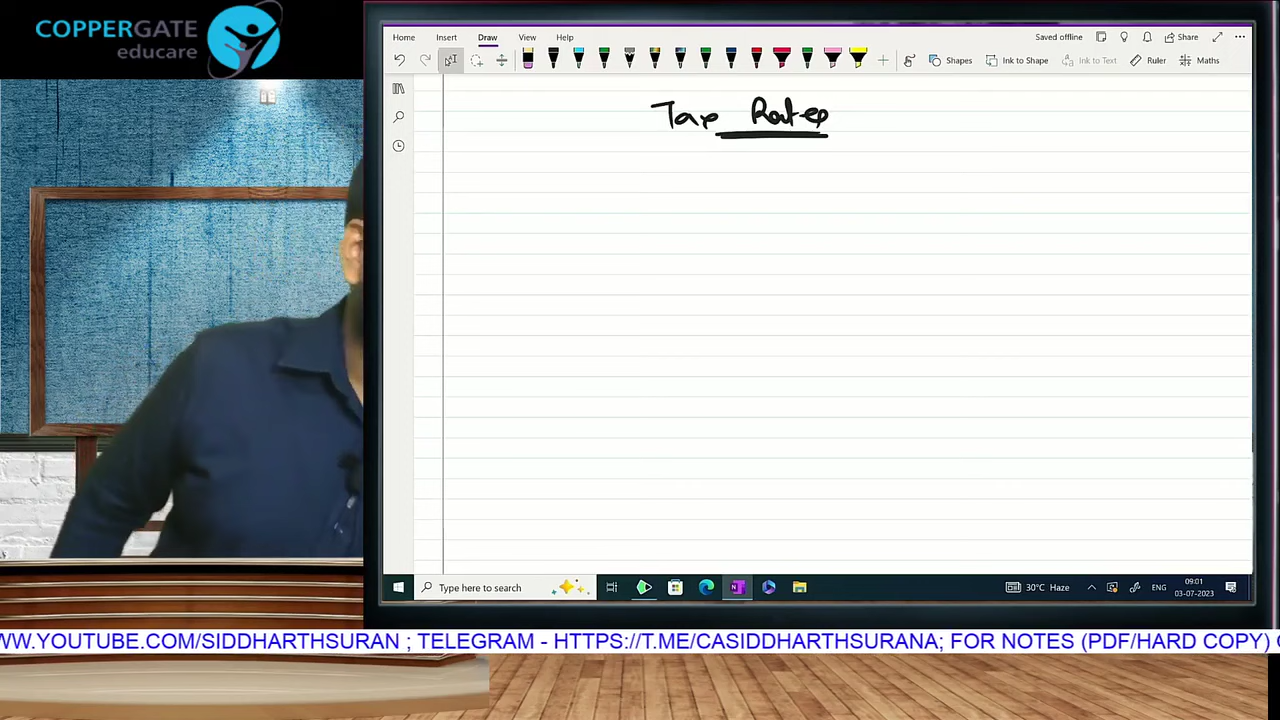 COPPERGATE
educare
Home Insert Draw View Help
Saved offline
Share
Shapes
Ink to Shape
Ink to Text
Ruler
Maths
Tax Rates
Type here to search
30°C Haze
ENG
09:01
03-07-2023
WW.YOUTUBE.COM/SIDDHARTHSURAN ; TELEGRAM - HTTPS://T.ME/CASIDDHARTHSURANA; FOR NOTES (PDF/HARD COPY)